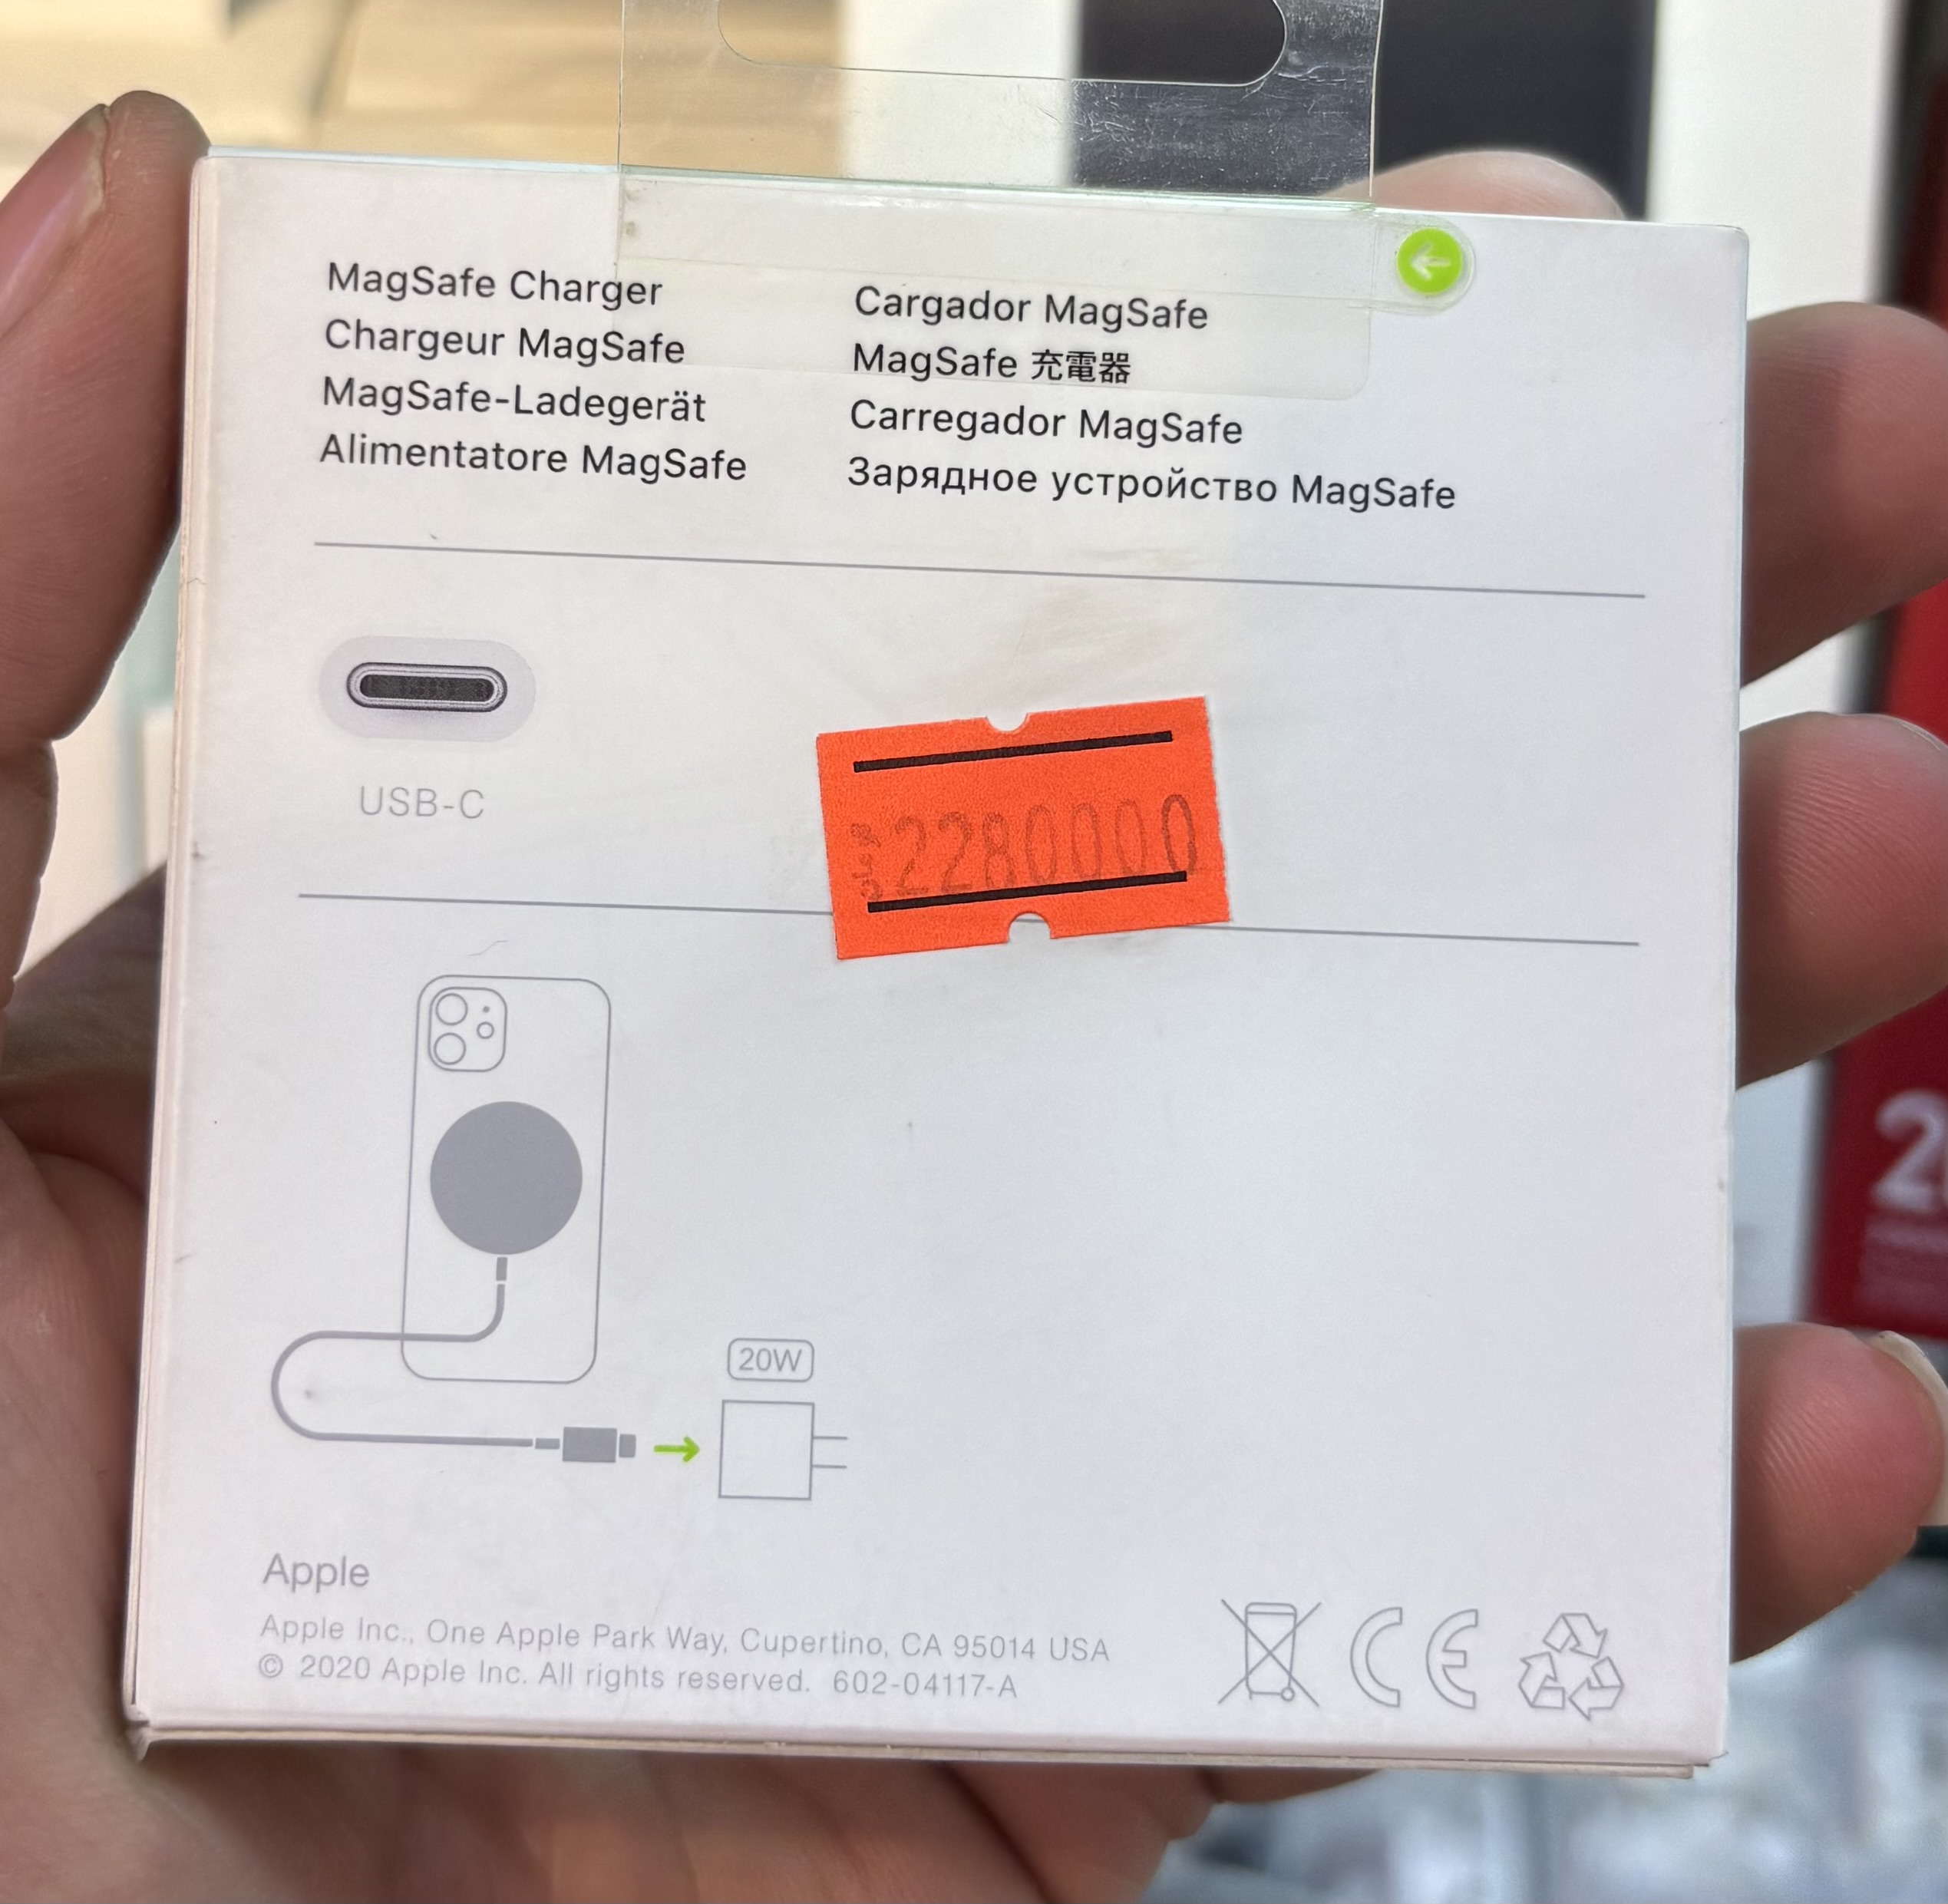 MagSafe Charger
Chargeur MagSafe
MagSafe-Ladegerät
Alimentatore MagSafe
Cargador MagSafe
MagSafe 充電器
Carregador MagSafe
Зарядное устройство MagSafe
USB-C
2280000
20W
Apple
Apple Inc., One Apple Park Way, Cupertino, CA 95014 USA
© 2020 Apple Inc. All rights reserved. 602-04117-A
CE